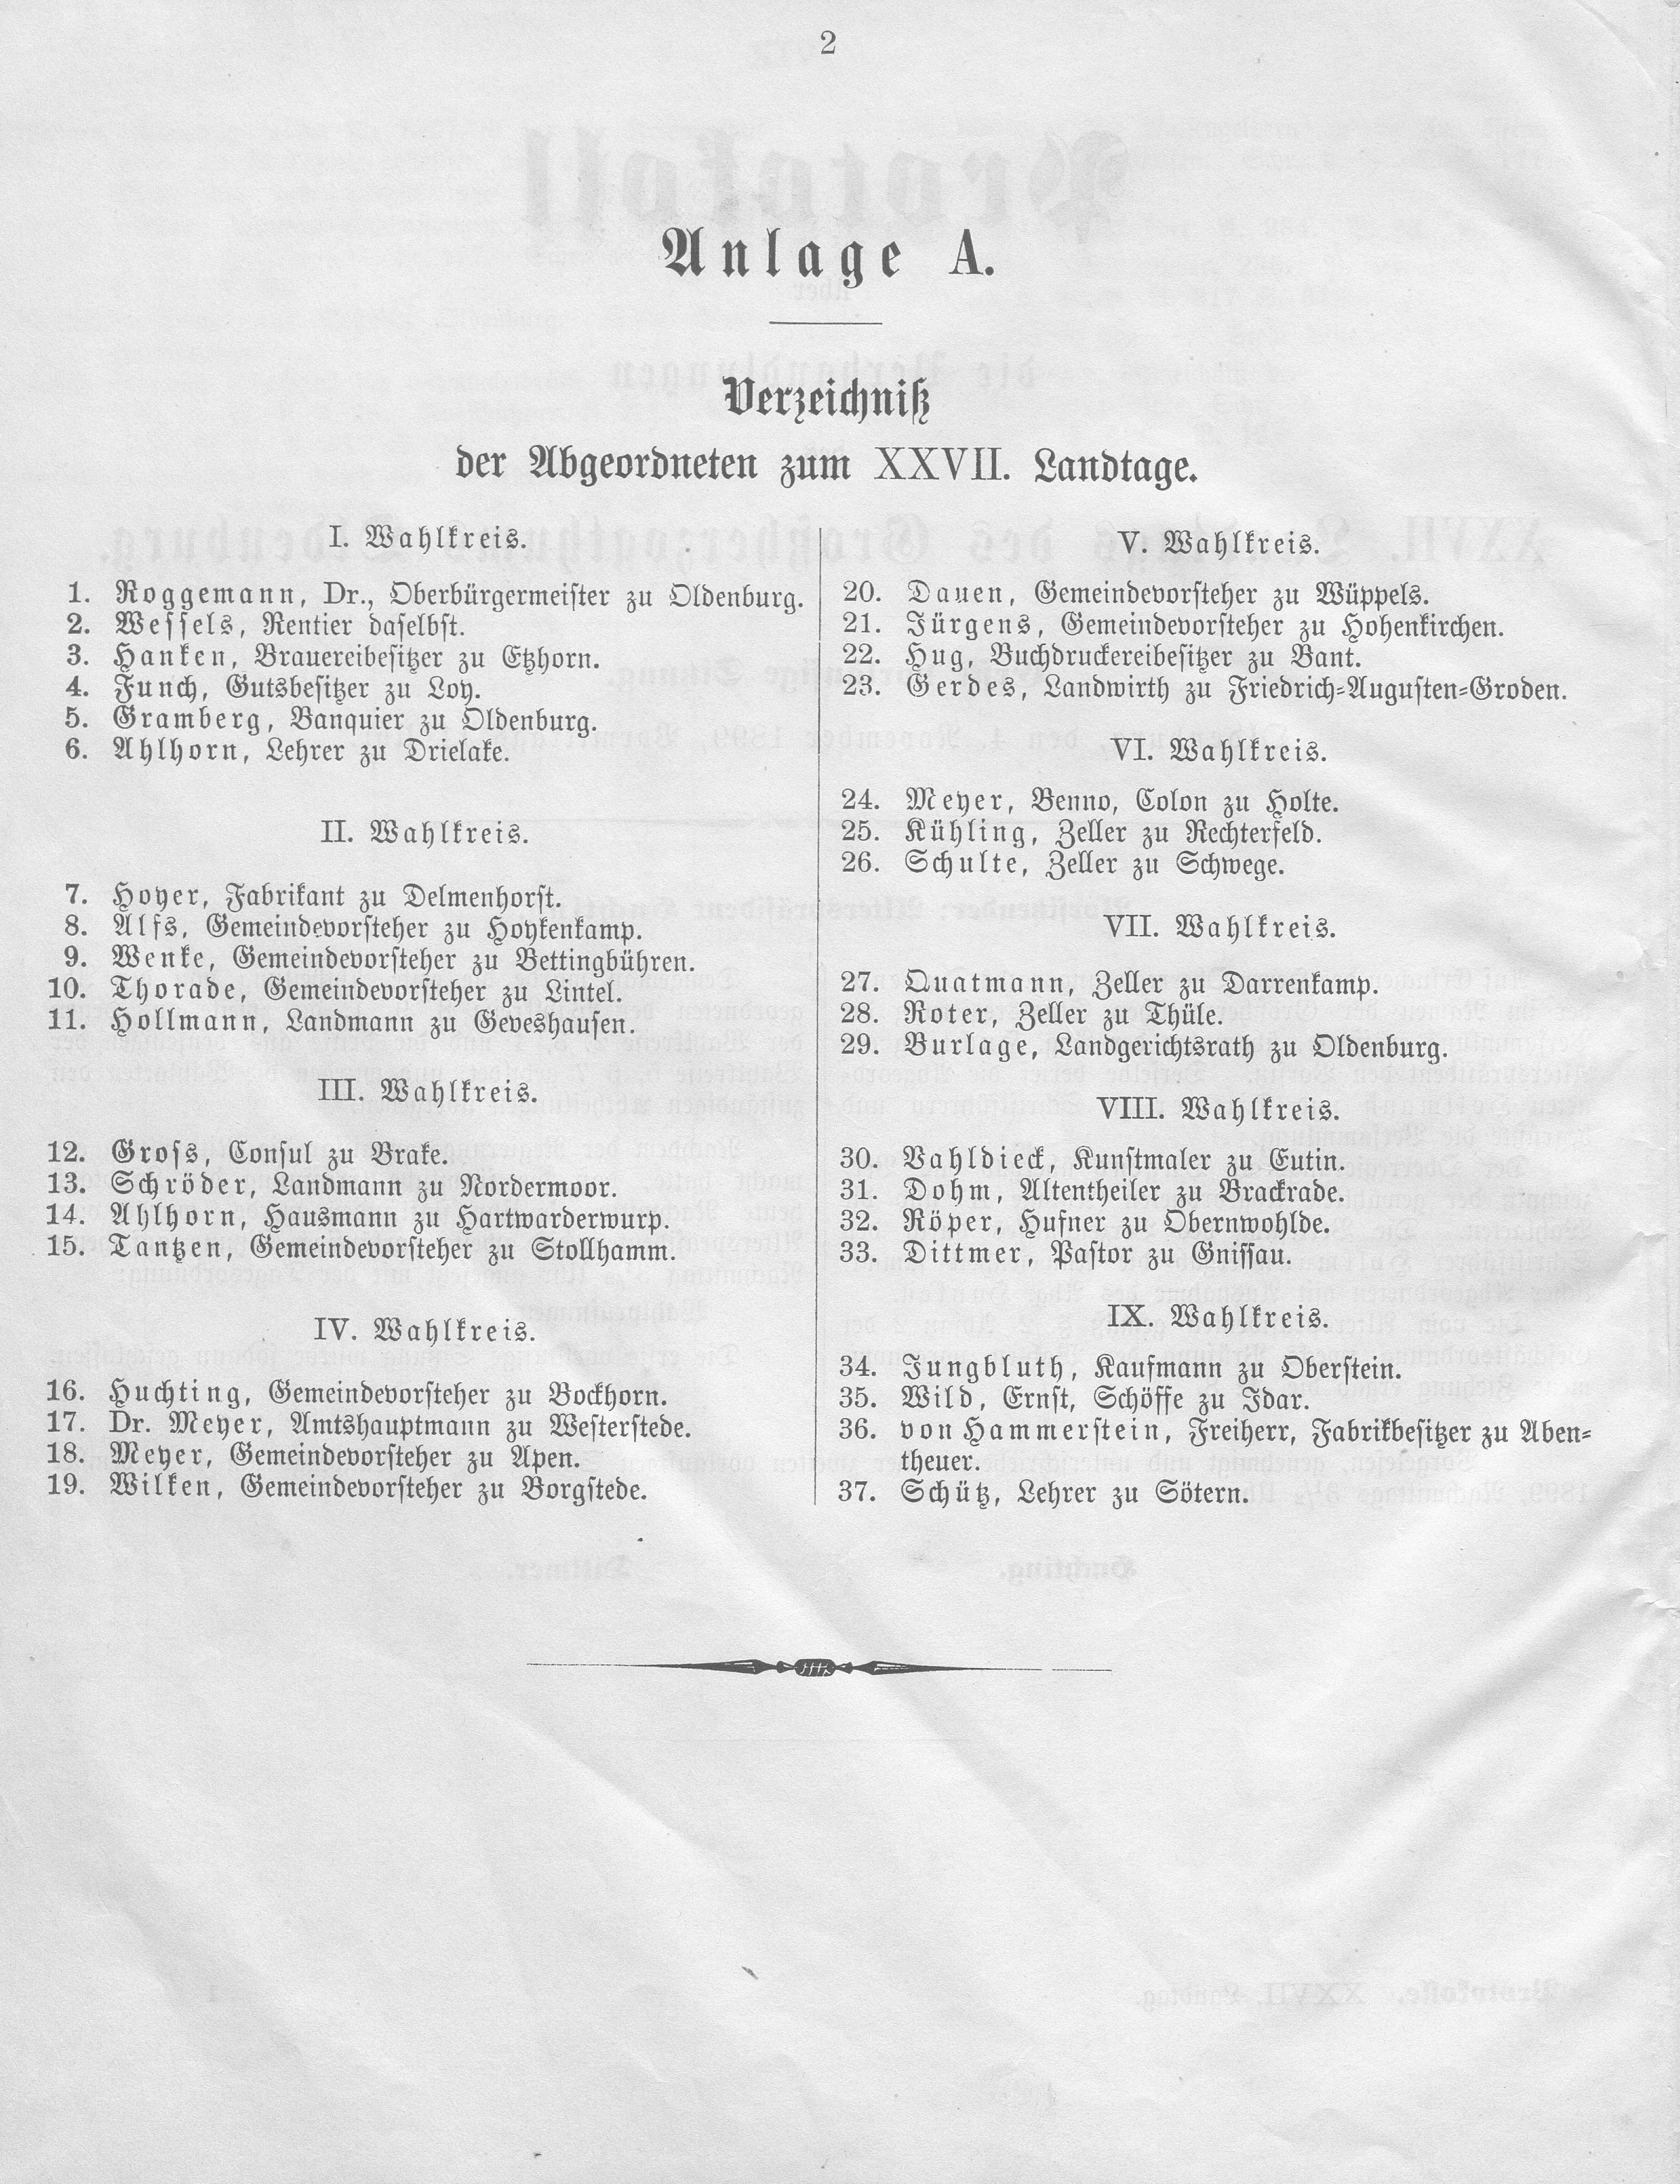 2
Anlage A.
Verzeichniß
der Abgeordneten zum XXVII. Landtage.
I. Wahlkreis.
1. Roggemann, Dr., Oberbürgermeister zu Oldenburg.
2. Wessels, Rentier daselbst.
3. Hanken, Brauereibesitzer zu Etzhorn.
4. Funch, Gutsbesitzer zu Loy.
5. Gramberg, Banquier zu Oldenburg.
6. Ahlhorn, Lehrer zu Drielake.
II. Wahlkreis.
7. Hoyer, Fabrikant zu Delmenhorst.
8. Alfs, Gemeindevorsteher zu Hoykenkamp.
9. Wenke, Gemeindevorsteher zu Bettingbühren.
10. Thorade, Gemeindevorsteher zu Lintel.
11. Hollmann, Landmann zu Geveshausen.
III. Wahlkreis.
12. Gross, Consul zu Brake.
13. Schröder, Landmann zu Nordermoor.
14. Ahlhorn, Hausmann zu Hartwarderwurp.
15. Tantzen, Gemeindevorsteher zu Stollhamm.
IV. Wahlkreis.
16. Huchting, Gemeindevorsteher zu Bockhorn.
17. Dr. Meyer, Amtshauptmann zu Westerstede.
18. Meyer, Gemeindevorsteher zu Apen.
19. Wilken, Gemeindevorsteher zu Borgstede.
V. Wahlkreis.
20. Dauen, Gemeindevorsteher zu Wüppels.
21. Jürgens, Gemeindevorsteher zu Hohenkirchen.
22. Hug, Buchdruckereibesitzer zu Bant.
23. Gerdes, Landwirth zu Friedrich-Augusten-Groden.
VI. Wahlkreis.
24. Meyer, Benno, Colon zu Holte.
25. Kühling, Zeller zu Rechterfeld.
26. Schulte, Zeller zu Schwege.
VII. Wahlkreis.
27. Quatmann, Zeller zu Darrenkamp.
28. Roter, Zeller zu Thüle.
29. Burlage, Landgerichtsrath zu Oldenburg.
VIII. Wahlkreis.
30. Vahldieck, Kunstmaler zu Eutin.
31. Dohm, Altentheiler zu Brackrade.
32. Röper, Hufner zu Obernwohlde.
33. Dittmer, Pastor zu Gnissau.
IX. Wahlkreis.
34. Jungbluth, Kaufmann zu Oberstein.
35. Wild, Ernst, Schöffe zu Idar.
36. von Hammerstein, Freiherr, Fabrikbesitzer zu Aben-
theuer.
37. Schütz, Lehrer zu Sötern.